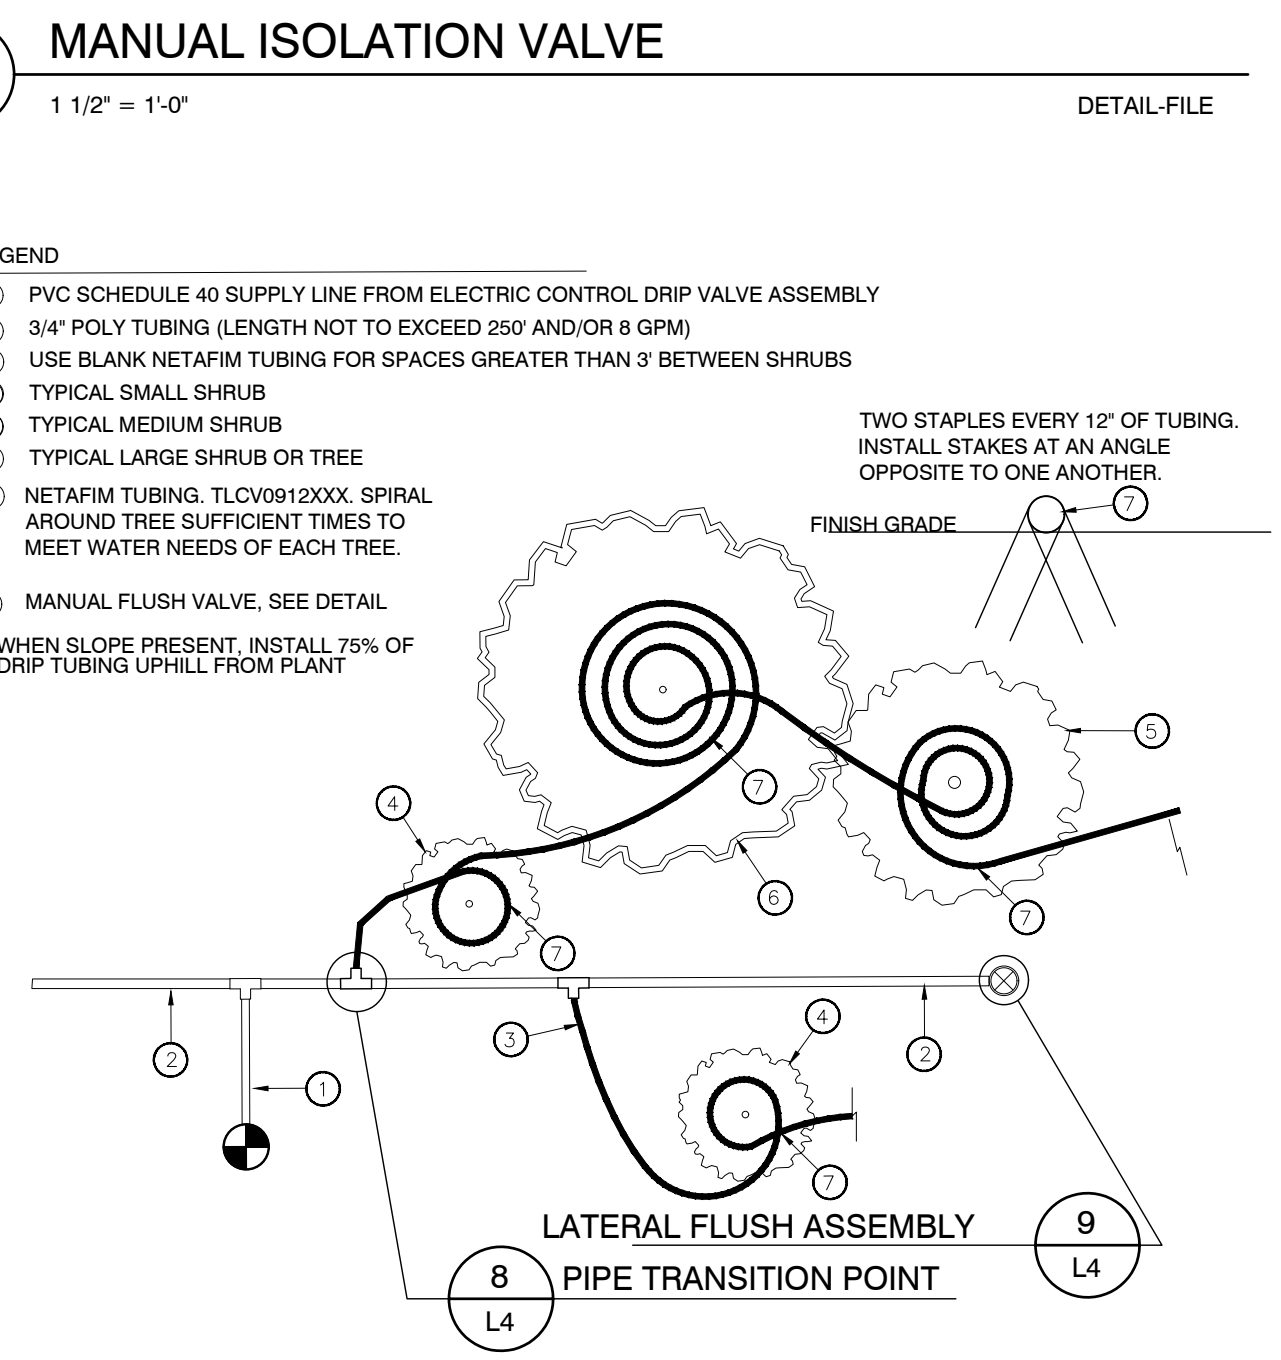 MANUAL ISOLATION VALVE
1 1/2" = 1'-0"
DETAIL-FILE
GEND
PVC SCHEDULE 40 SUPPLY LINE FROM ELECTRIC CONTROL DRIP VALVE ASSEMBLY
3/4" POLY TUBING (LENGTH NOT TO EXCEED 250' AND/OR 8 GPM)
USE BLANK NETAFIM TUBING FOR SPACES GREATER THAN 3' BETWEEN SHRUBS
TYPICAL SMALL SHRUB
TYPICAL MEDIUM SHRUB
TYPICAL LARGE SHRUB OR TREE
NETAFIM TUBING. TLCV0912XXX. SPIRAL
AROUND TREE SUFFICIENT TIMES TO
MEET WATER NEEDS OF EACH TREE.
MANUAL FLUSH VALVE, SEE DETAIL
WHEN SLOPE PRESENT, INSTALL 75% OF
DRIP TUBING UPHILL FROM PLANT
TWO STAPLES EVERY 12" OF TUBING.
INSTALL STAKES AT AN ANGLE
OPPOSITE TO ONE ANOTHER.
7
FINISH GRADE
5
7
4
6
7
7
3
4
2
2
1
7
LATERAL FLUSH ASSEMBLY
9
L4
8
PIPE TRANSITION POINT
L4